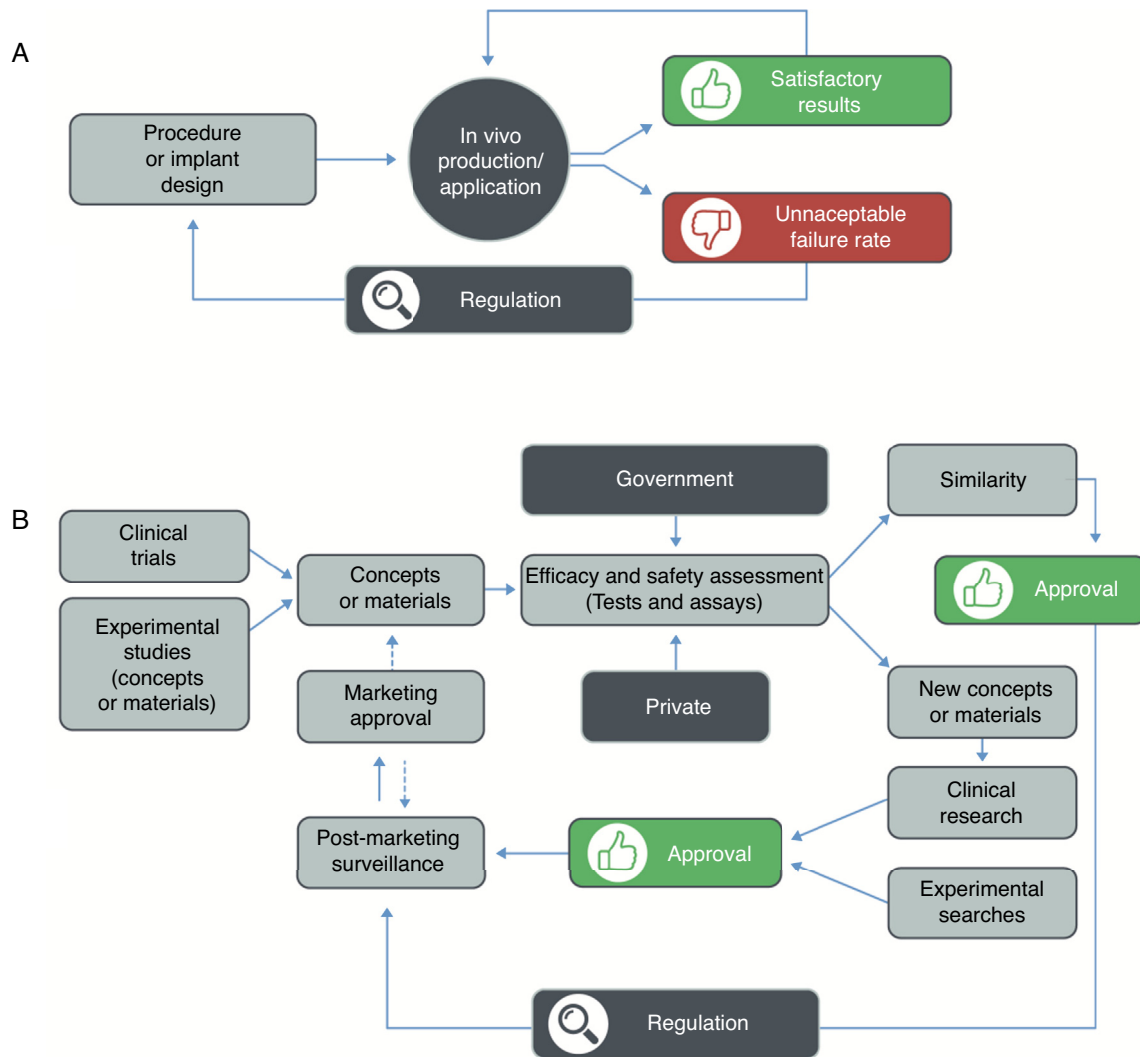 A
Procedure
or implant
design
In vivo
production/
application
Satisfactory
results
Unnaceptable
failure rate
Regulation
B
Clinical
trials
Experimental
studies
(concepts
or materials)
Concepts
or materials
Marketing
approval
Post-marketing
surveillance
Government
Efficacy and safety assessment
(Tests and assays)
Private
Similarity
Approval
New concepts
or materials
Clinical
research
Experimental
searches
Approval
Regulation